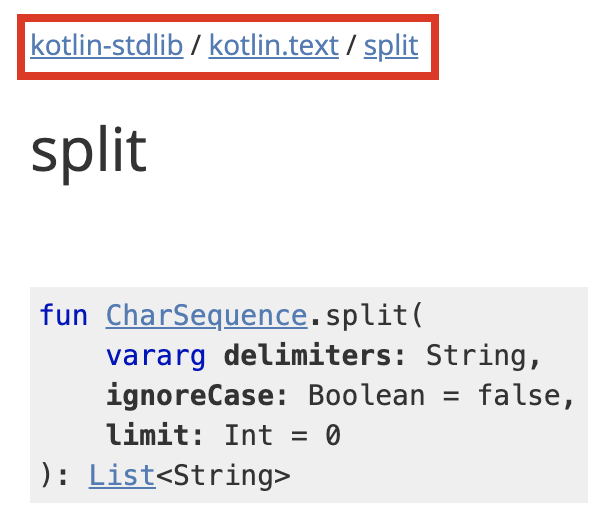 kotlin-stdlib / kotlin.text / split
split
fun CharSequence.split(
    vararg delimiters: String,
    ignoreCase: Boolean = false,
    limit: Int = 0
): List<String>